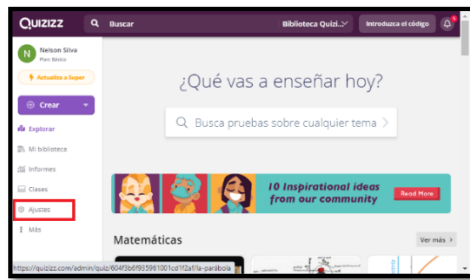 Quizizz
Buscar
Biblioteca Quizi..
Introduzca el código
N
Nelson Silva
Plan Básico
Actualiza a Super
Crear
Explorar
Mi biblioteca
Informes
Clases
Ajustes
Más
¿Qué vas a enseñar hoy?
Busca pruebas sobre cualquier tema
10 Inspirational ideas
from our community
Read More
Matemáticas
Ver más
https://quizizz.com/admin/quiz/604f3b6f935961001cd1f2a1/la-parábola